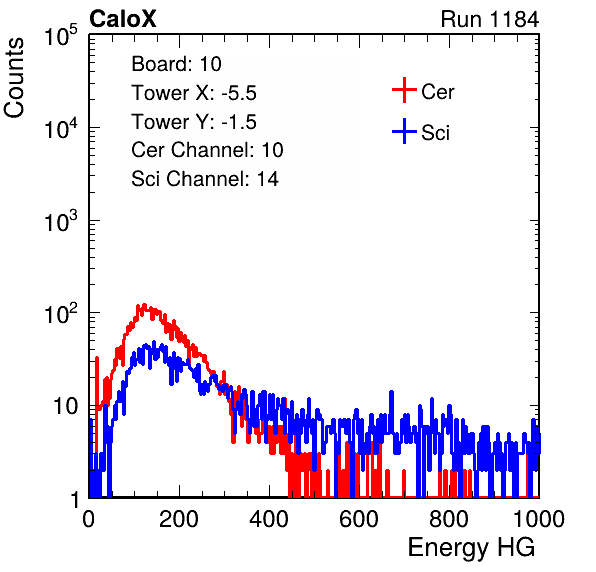 CaloX Run 1184
Counts
10^5
10^4
10^3
10^2
10
1
Board: 10
Tower X: -5.5
Tower Y: -1.5
Cer Channel: 10
Sci Channel: 14
Cer
Sci
0 200 400 600 800 1000
Energy HG